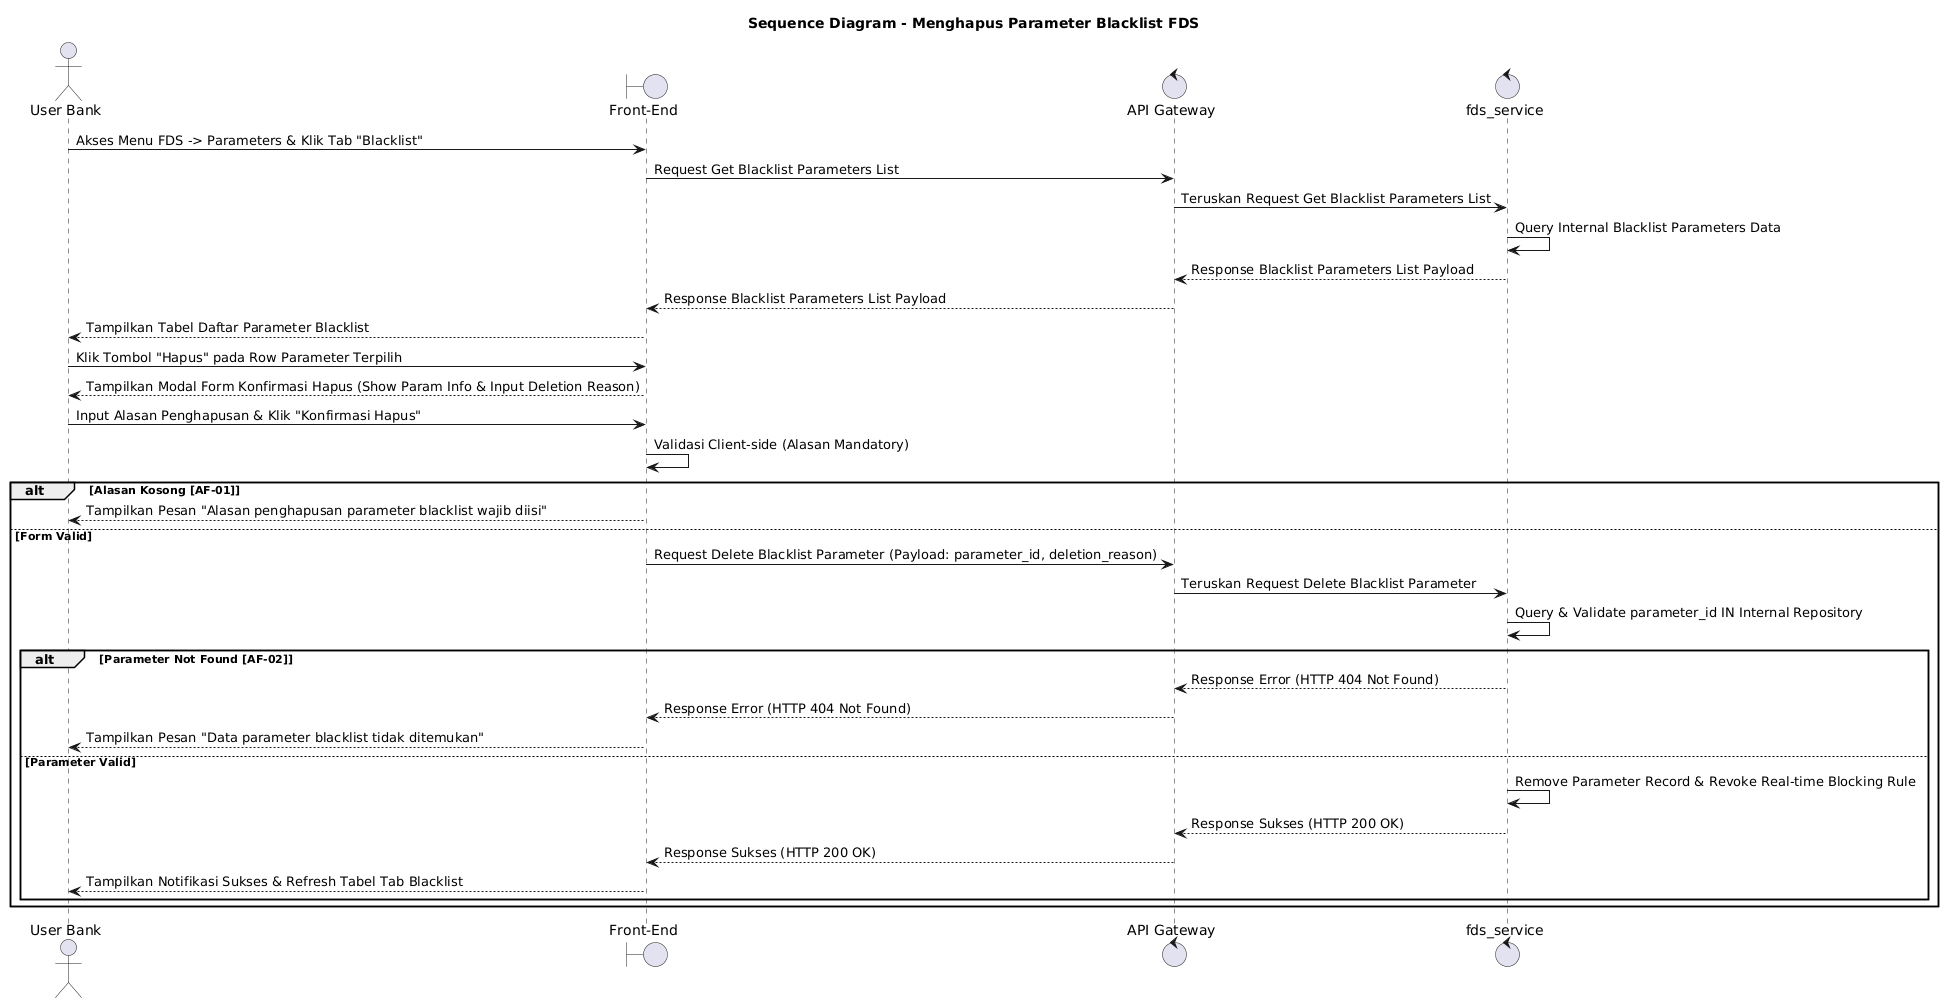 Sequence Diagram - Menghapus Parameter Blacklist FDS
User Bank
Front-End
API Gateway
fds_service
Akses Menu FDS -> Parameters & Klik Tab "Blacklist"
Request Get Blacklist Parameters List
Teruskan Request Get Blacklist Parameters List
Query Internal Blacklist Parameters Data
Response Blacklist Parameters List Payload
Response Blacklist Parameters List Payload
Tampilkan Tabel Daftar Parameter Blacklist
Klik Tombol "Hapus" pada Row Parameter Terpilih
Tampilkan Modal Form Konfirmasi Hapus (Show Param Info & Input Deletion Reason)
Input Alasan Penghapusan & Klik "Konfirmasi Hapus"
Validasi Client-side (Alasan Mandatory)
alt [Alasan Kosong [AF-01]]
Tampilkan Pesan "Alasan penghapusan parameter blacklist wajib diisi"
[Form Valid]
Request Delete Blacklist Parameter (Payload: parameter_id, deletion_reason)
Teruskan Request Delete Blacklist Parameter
Query & Validate parameter_id IN Internal Repository
alt [Parameter Not Found [AF-02]]
Response Error (HTTP 404 Not Found)
Response Error (HTTP 404 Not Found)
Tampilkan Pesan "Data parameter blacklist tidak ditemukan"
[Parameter Valid]
Remove Parameter Record & Revoke Real-time Blocking Rule
Response Sukses (HTTP 200 OK)
Response Sukses (HTTP 200 OK)
Tampilkan Notifikasi Sukses & Refresh Tabel Tab Blacklist
User Bank
Front-End
API Gateway
fds_service